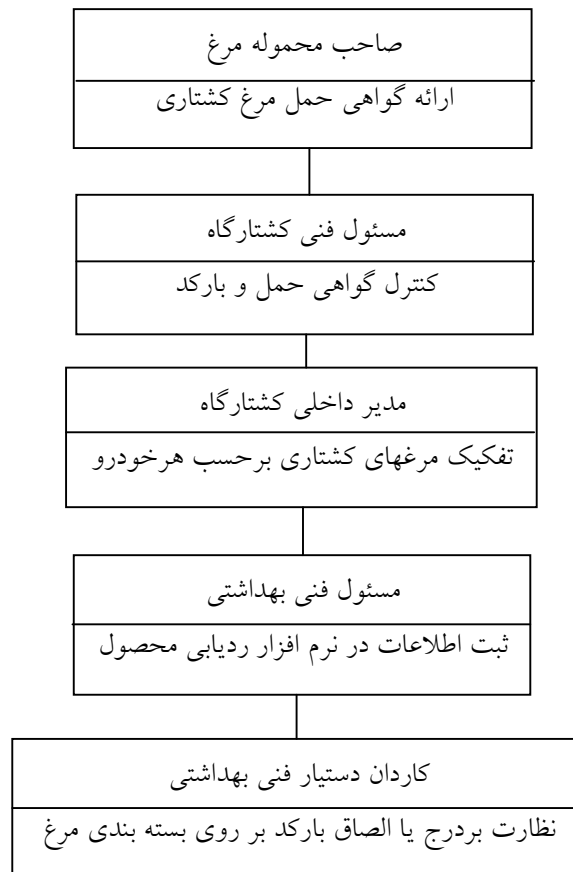 صاحب محموله مرغ
ارائه گواهی حمل مرغ کشتاری
مسئول فنی کشتارگاه
کنترل گواهی حمل و بارکد
مدیر داخلی کشتارگاه
تفکیک مرغهای کشتاری برحسب هرخودرو
مسئول فنی بهداشتی
ثبت اطلاعات در نرم افزار ردیابی محصول
کاردان دستیار فنی بهداشتی
نظارت بردرج یا الصاق بارکد بر روی بسته بندی مرغ